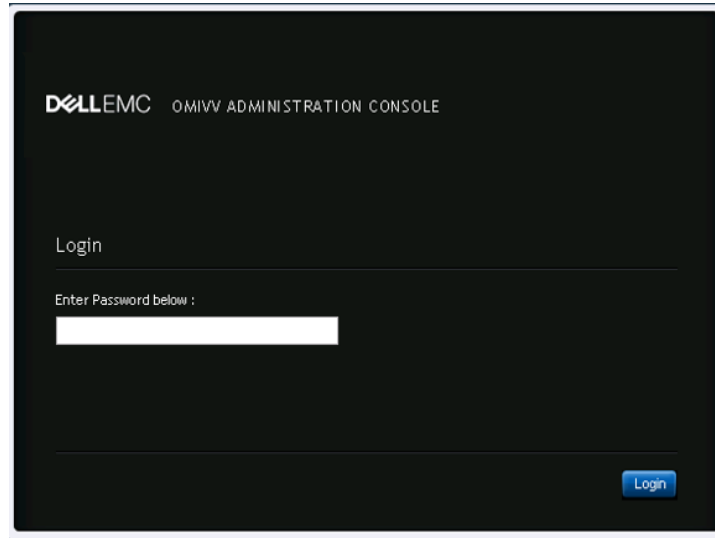 DELLEMC OMIVV ADMINISTRATION CONSOLE
Login
Enter Password below :
Login